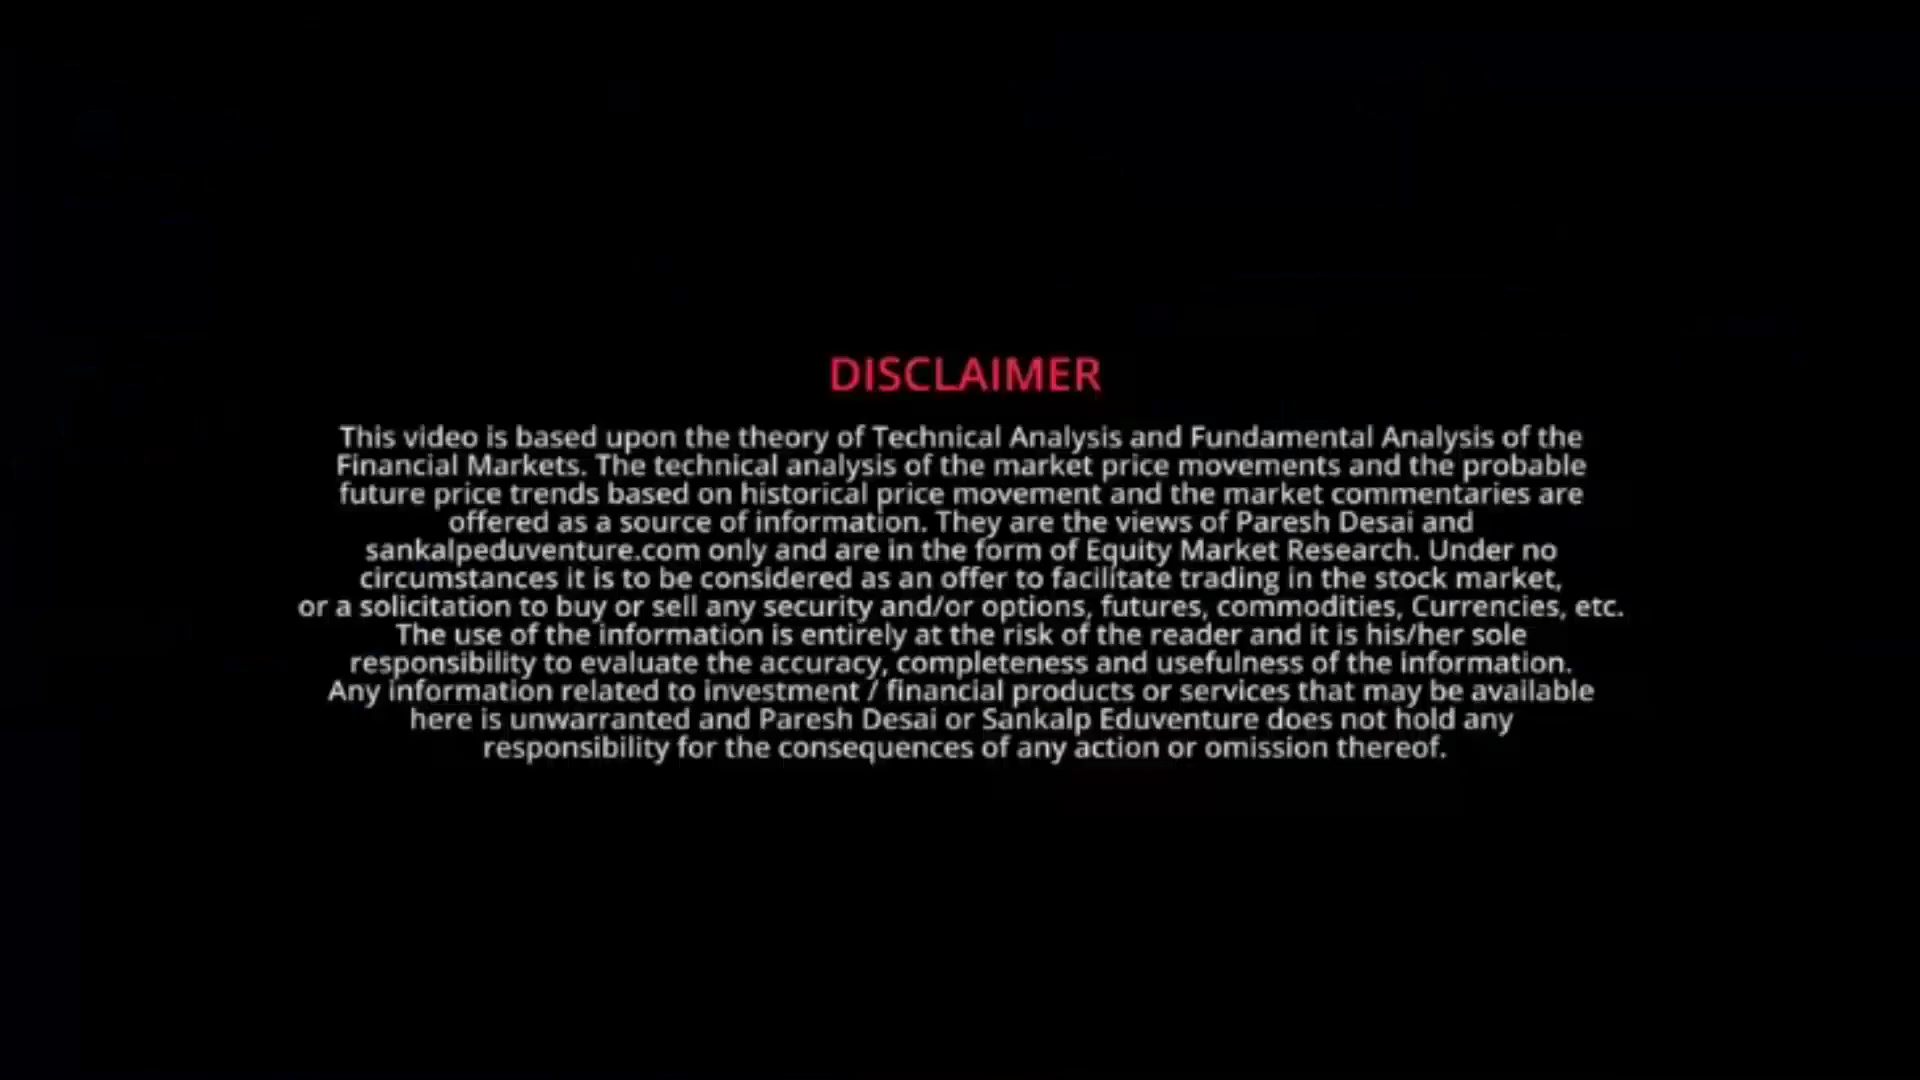 DISCLAIMER
This video is based upon the theory of Technical Analysis and Fundamental Analysis of the
Financial Markets. The technical analysis of the market price movements and the probable
future price trends based on historical price movement and the market commentaries are
offered as a source of information. They are the views of Paresh Desai and
sankalpeduventure.com only and are in the form of Equity Market Research. Under no
circumstances it is to be considered as an offer to facilitate trading in the stock market,
or a solicitation to buy or sell any security and/or options, futures, commodities, Currencies, etc.
The use of the information is entirely at the risk of the reader and it is his/her sole
responsibility to evaluate the accuracy, completeness and usefulness of the information.
Any information related to investment / financial products or services that may be available
here is unwarranted and Paresh Desai or Sankalp Eduventure does not hold any
responsibility for the consequences of any action or omission thereof.